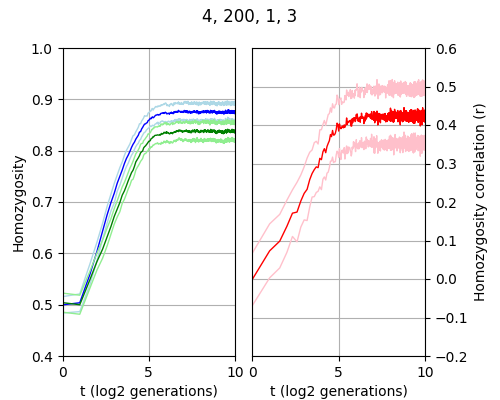 4, 200, 1, 3
Homozygosity
1.0
0.9
0.8
0.7
0.6
0.5
0.4
0 5 10
t (log2 generations)
0 5 10
t (log2 generations)
0.6
0.5
0.4
0.3
0.2
0.1
0.0
−0.1
−0.2
Homozygosity correlation (r)